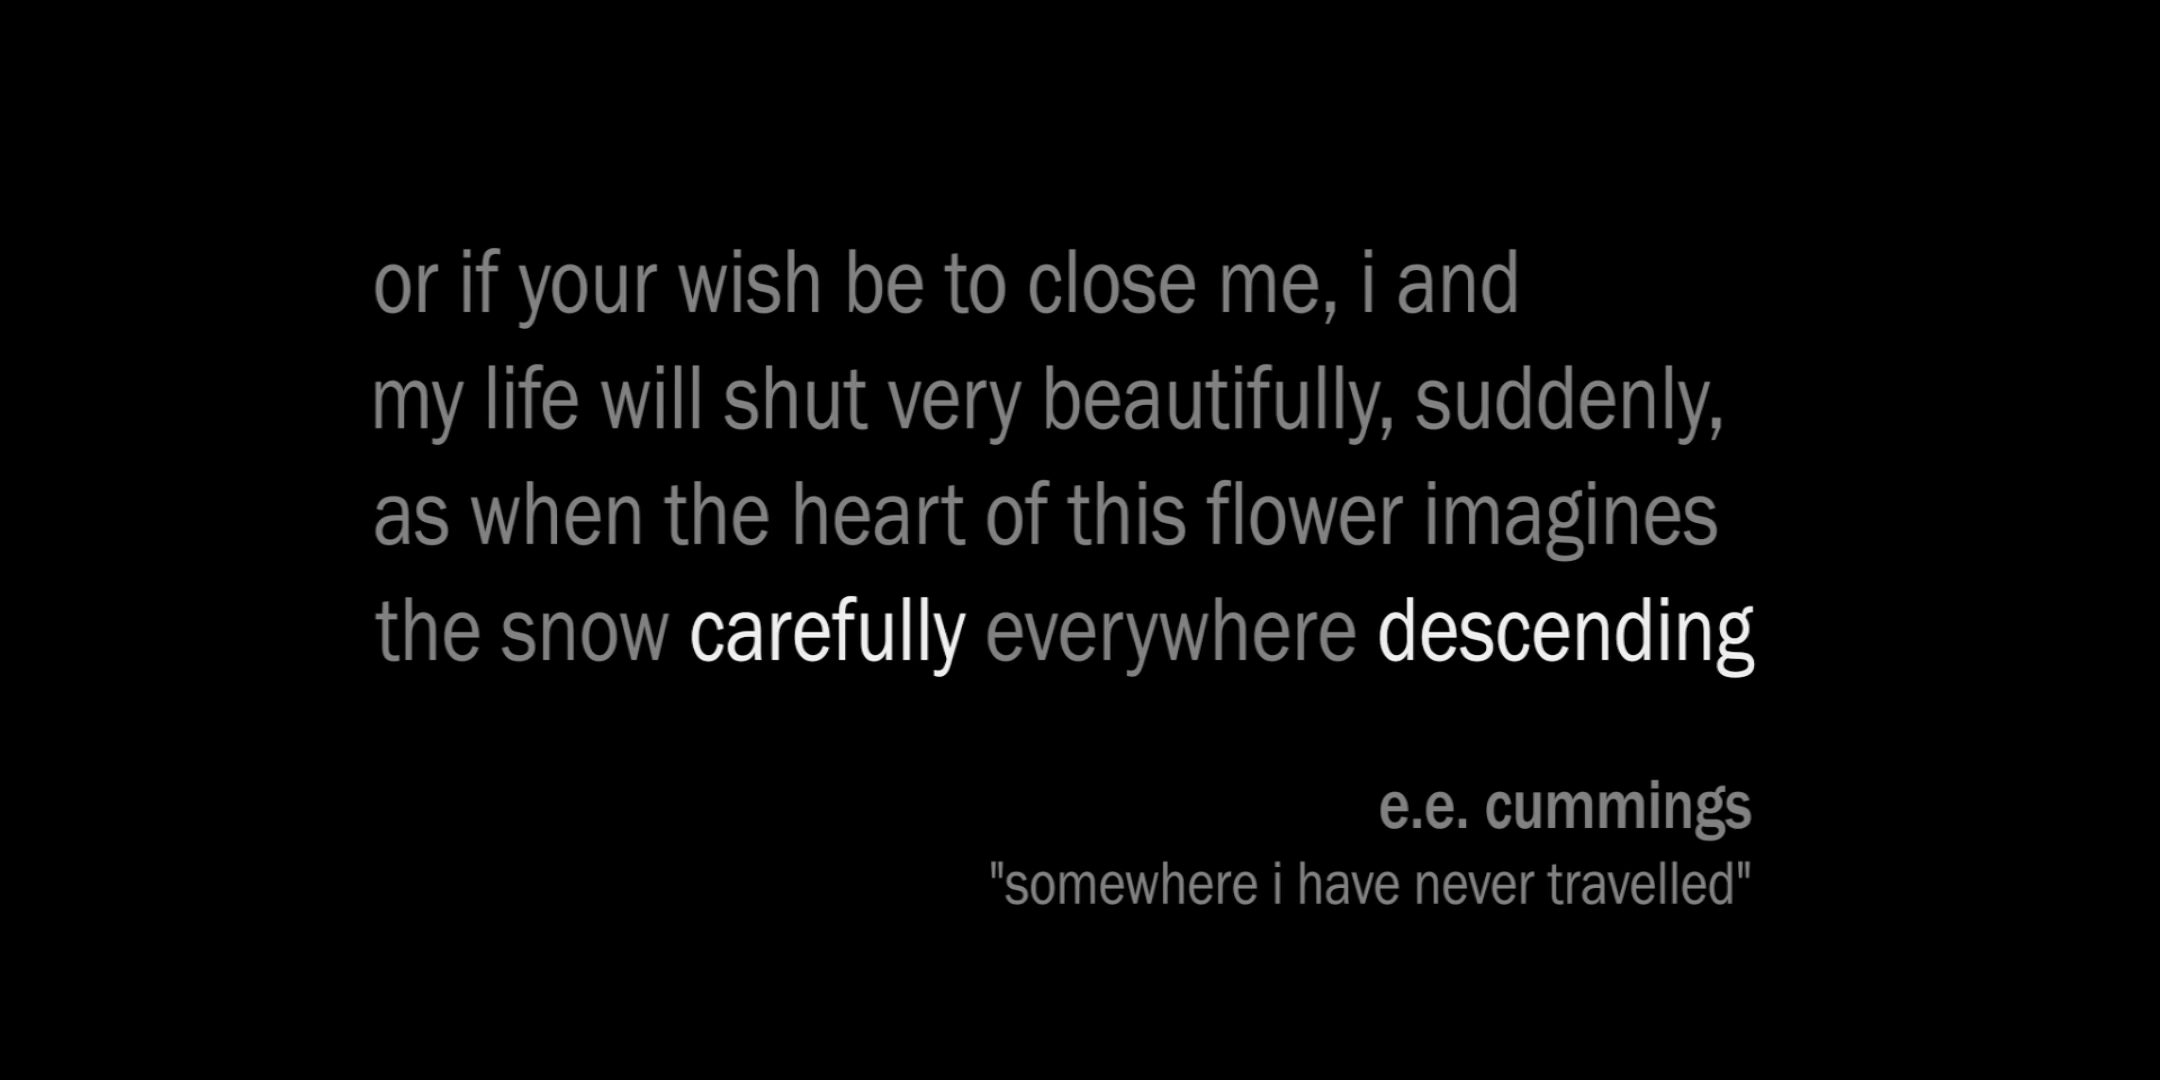 or if your wish be to close me, i and
my life will shut very beautifully, suddenly,
as when the heart of this flower imagines
the snow carefully everywhere descending
e.e. cummings
"somewhere i have never travelled"